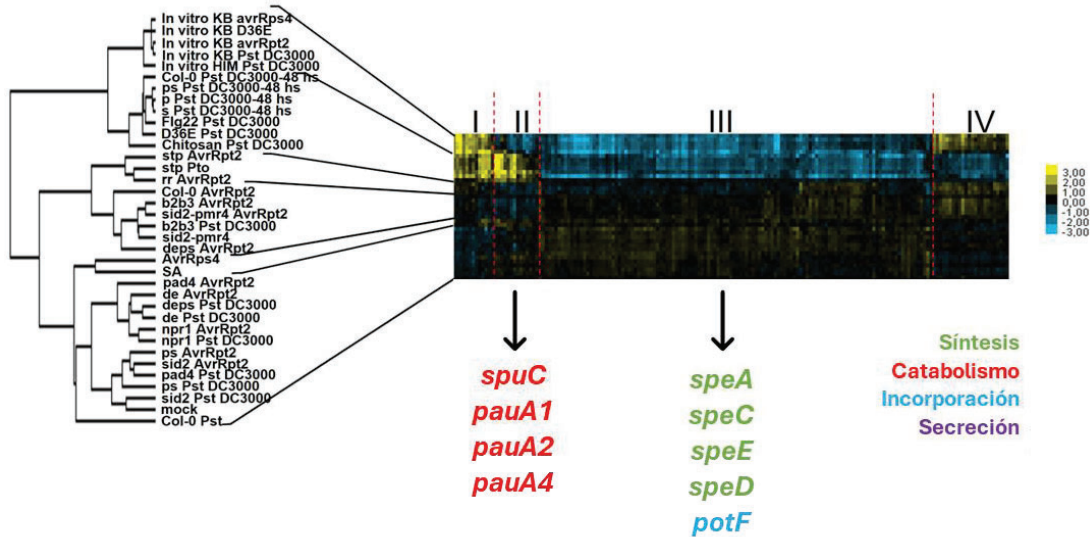 In vitro KB avrRps4
In vitro KB D36E
In vitro KB avrRpt2
In vitro KB Pst DC3000
In vitro HIM Pst DC3000
Col-0 Pst DC3000-48 hs
ps Pst DC3000-48 hs
p Pst DC3000-48 hs
s Pst DC3000-48 hs
Flg22 Pst DC3000
D36E Pst DC3000
Chitosan Pst DC3000
stp AvrRpt2
stp Pto
rr AvrRpt2
Col-0 AvrRpt2
b2b3 AvrRpt2
sid2-pmr4 AvrRpt2
b2b3 Pst DC3000
sid2-pmr4
deps AvrRpt2
AvrRps4
SA
pad4 AvrRpt2
de AvrRpt2
deps Pst DC3000
de Pst DC3000
npr1 AvrRpt2
npr1 Pst DC3000
ps AvrRpt2
sid2 AvrRpt2
pad4 Pst DC3000
ps Pst DC3000
sid2 Pst DC3000
mock
Col-0 Pst
I II III IV
3,00
2,00
1,00
0,00
-1,00
-2,00
-3,00
spuC
pauA1
pauA2
pauA4
speA
speC
speE
speD
potF
Síntesis
Catabolismo
Incorporación
Secreción